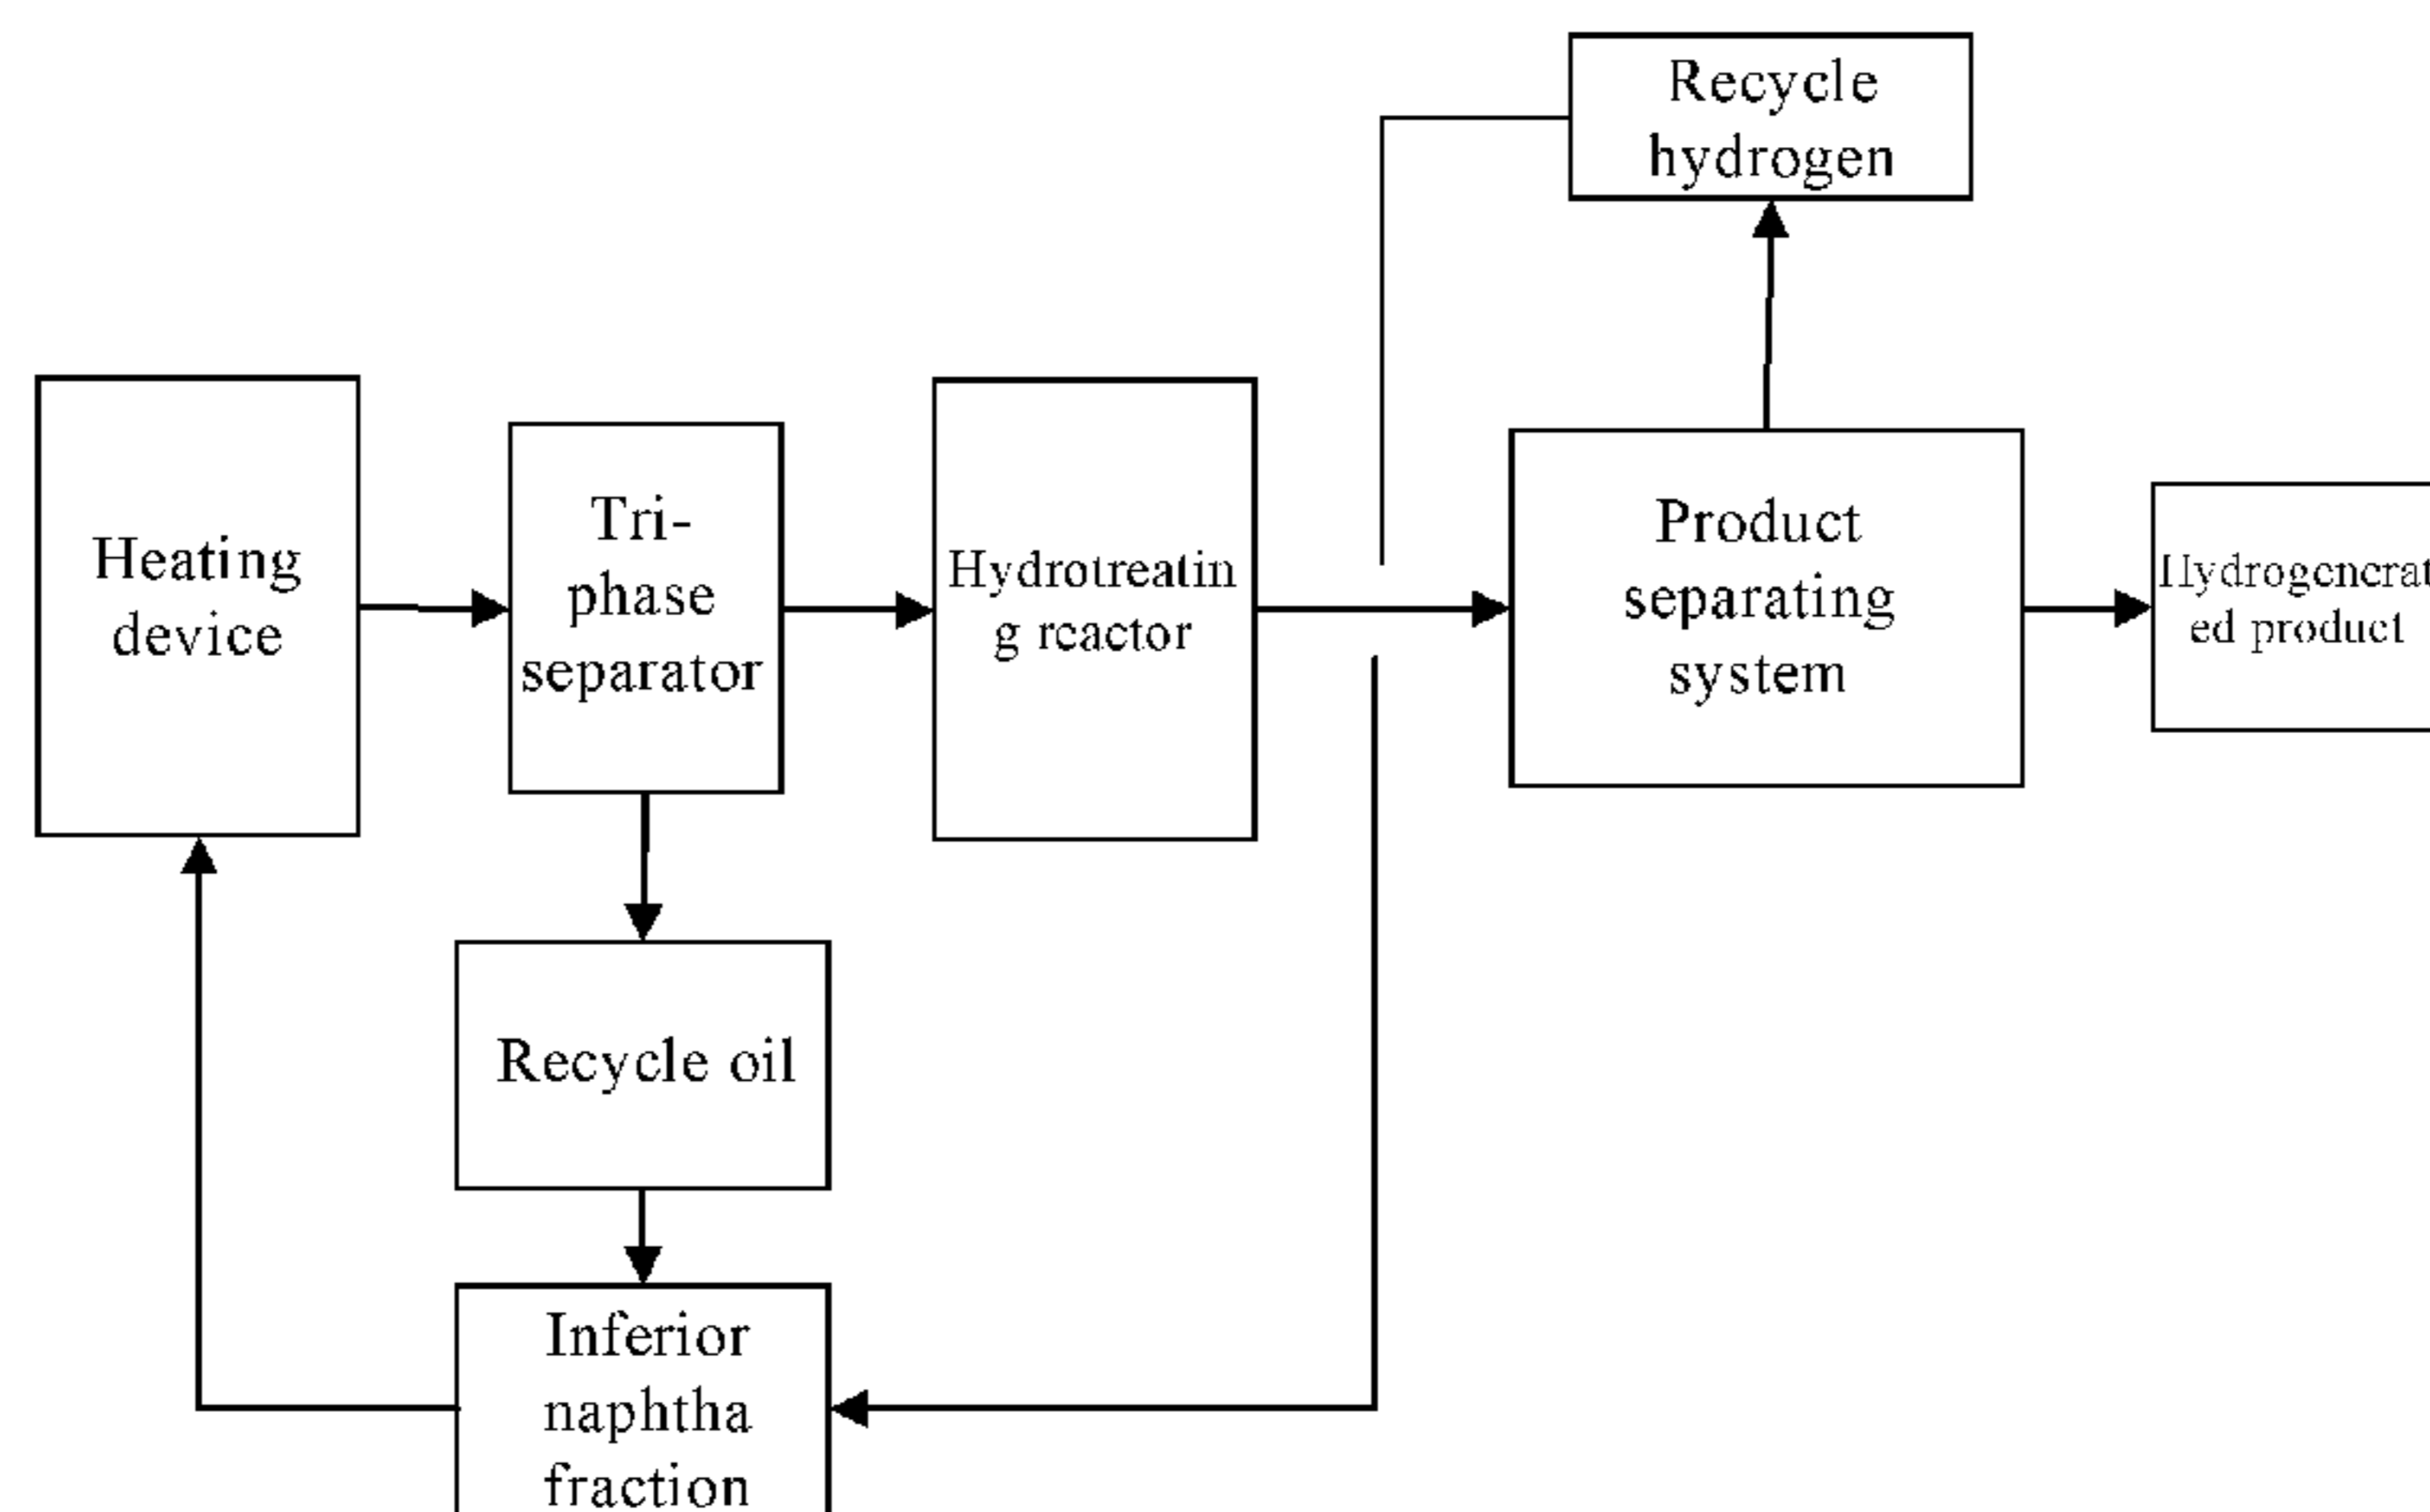 Recycle
hydrogen
Heating
device
Tri-
phase
separator
Hydrotreatin
g reactor
Product
separating
system
Hydrogenerat
ed product
Recycle oil
Inferior
naphtha
fraction